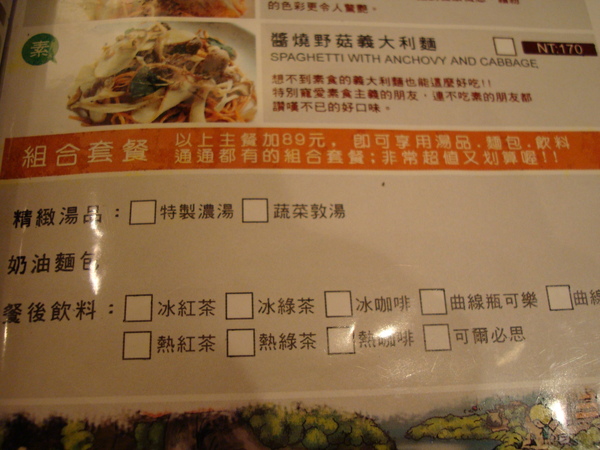 的色彩更令人驚艷。
素
醬燒野菇義大利麵
NT:170
SPAGHETTI WITH ANCHOVY AND CABBAGE
想不到素食的義大利麵也能這麼好吃!!
特別寵愛素食主義的朋友，連不吃素的朋友都
讚嘆不已的好口味。
組合套餐
以上主餐加89元，即可享用湯品.麵包.飲料
通通都有的組合套餐;非常超值又划算喔!!
精緻湯品：□特製濃湯 □蔬菜敦湯
奶油麵包
餐後飲料：□冰紅茶 □冰綠茶 □冰咖啡 □曲線瓶可樂 □曲線
□熱紅茶 □熱綠茶 □熱咖啡 □可爾必思